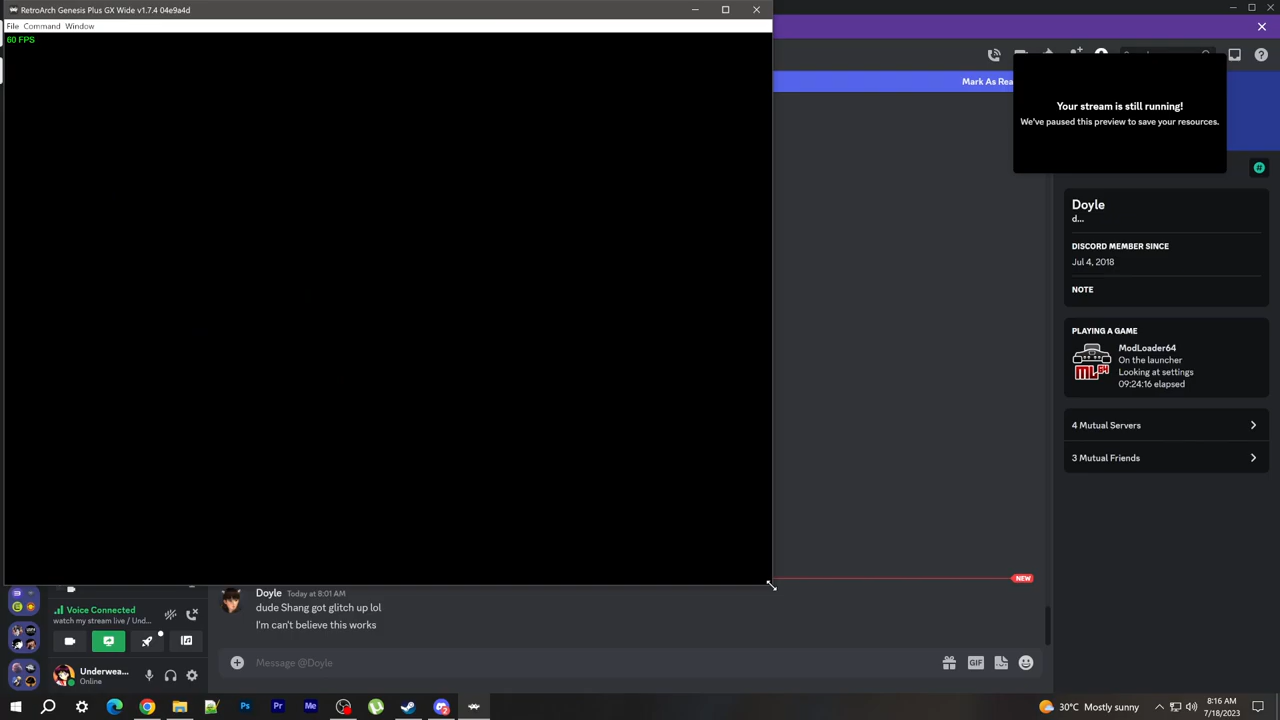 RetroArch Genesis Plus GX Wide v1.7.4 04e9a4d
File Command Window
60 FPS
Mark As Rea
Your stream is still running!
We've paused this preview to save your resources.
Doyle
d...
DISCORD MEMBER SINCE
Jul 4, 2018
NOTE
PLAYING A GAME
ModLoader64
On the launcher
Looking at settings
09:24:16 elapsed
4 Mutual Servers
3 Mutual Friends
NEW
Doyle Today at 8:01 AM
dude Shang got glitch up lol
I'm can't believe this works
Voice Connected
watch my stream live / Und...
Message @Doyle
GIF
Underwea...
Online
Ps
Pr
Me
30°C Mostly sunny
8:16 AM
7/18/2023